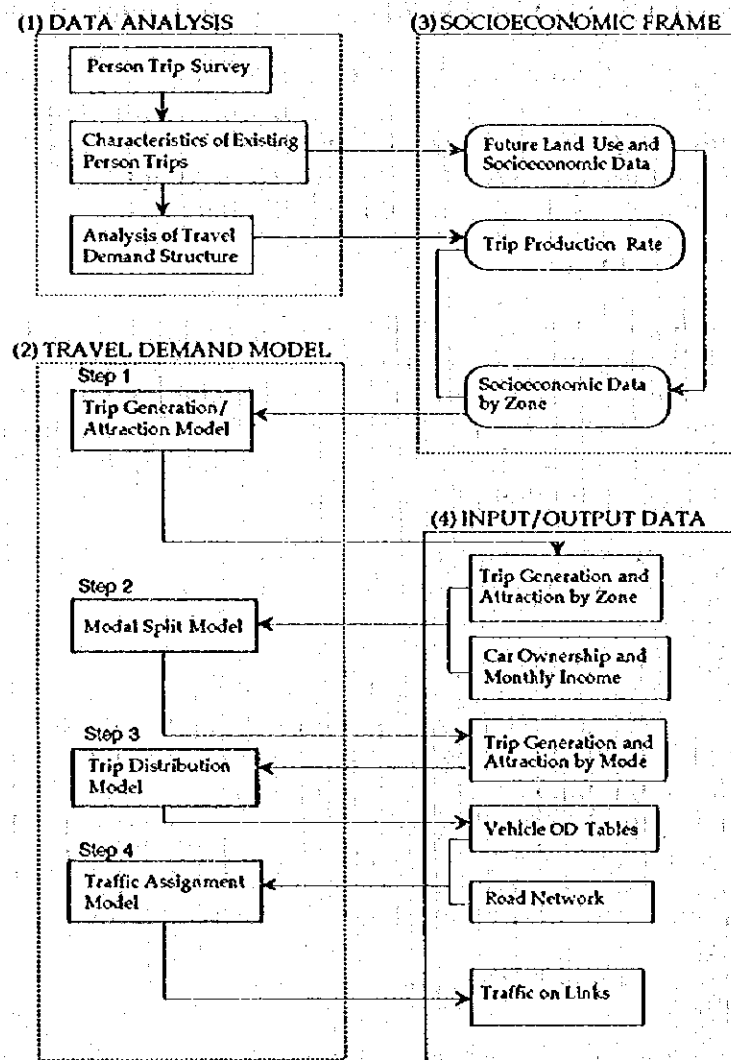 (1) DATA ANALYSIS
Person Trip Survey
Characteristics of Existing
Person Trips
Analysis of Travel
Demand Structure
(3) SOCIOECONOMIC FRAME
Future Land Use and
Socioeconomic Data
Trip Production Rate
Socioeconomic Data
by Zone
(2) TRAVEL DEMAND MODEL
Step 1
Trip Generation/
Attraction Model
Step 2
Modal Split Model
Step 3
Trip Distribution
Model
Step 4
Traffic Assignment
Model
(4) INPUT/OUTPUT DATA
Trip Generation and
Attraction by Zone
Car Ownership and
Monthly Income
Trip Generation and
Attraction by Mode
Vehicle OD Tables
Road Network
Traffic on Links